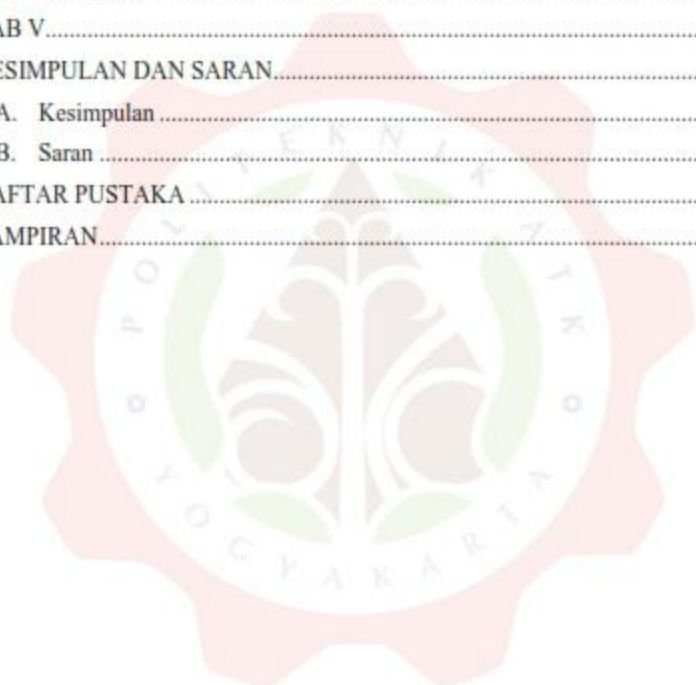 AB V
ESIMPULAN DAN SARAN
A. Kesimpulan
B. Saran
AFTAR PUSTAKA
AMPIRAN
POLITEKNIK ATK
YOGYAKARTA